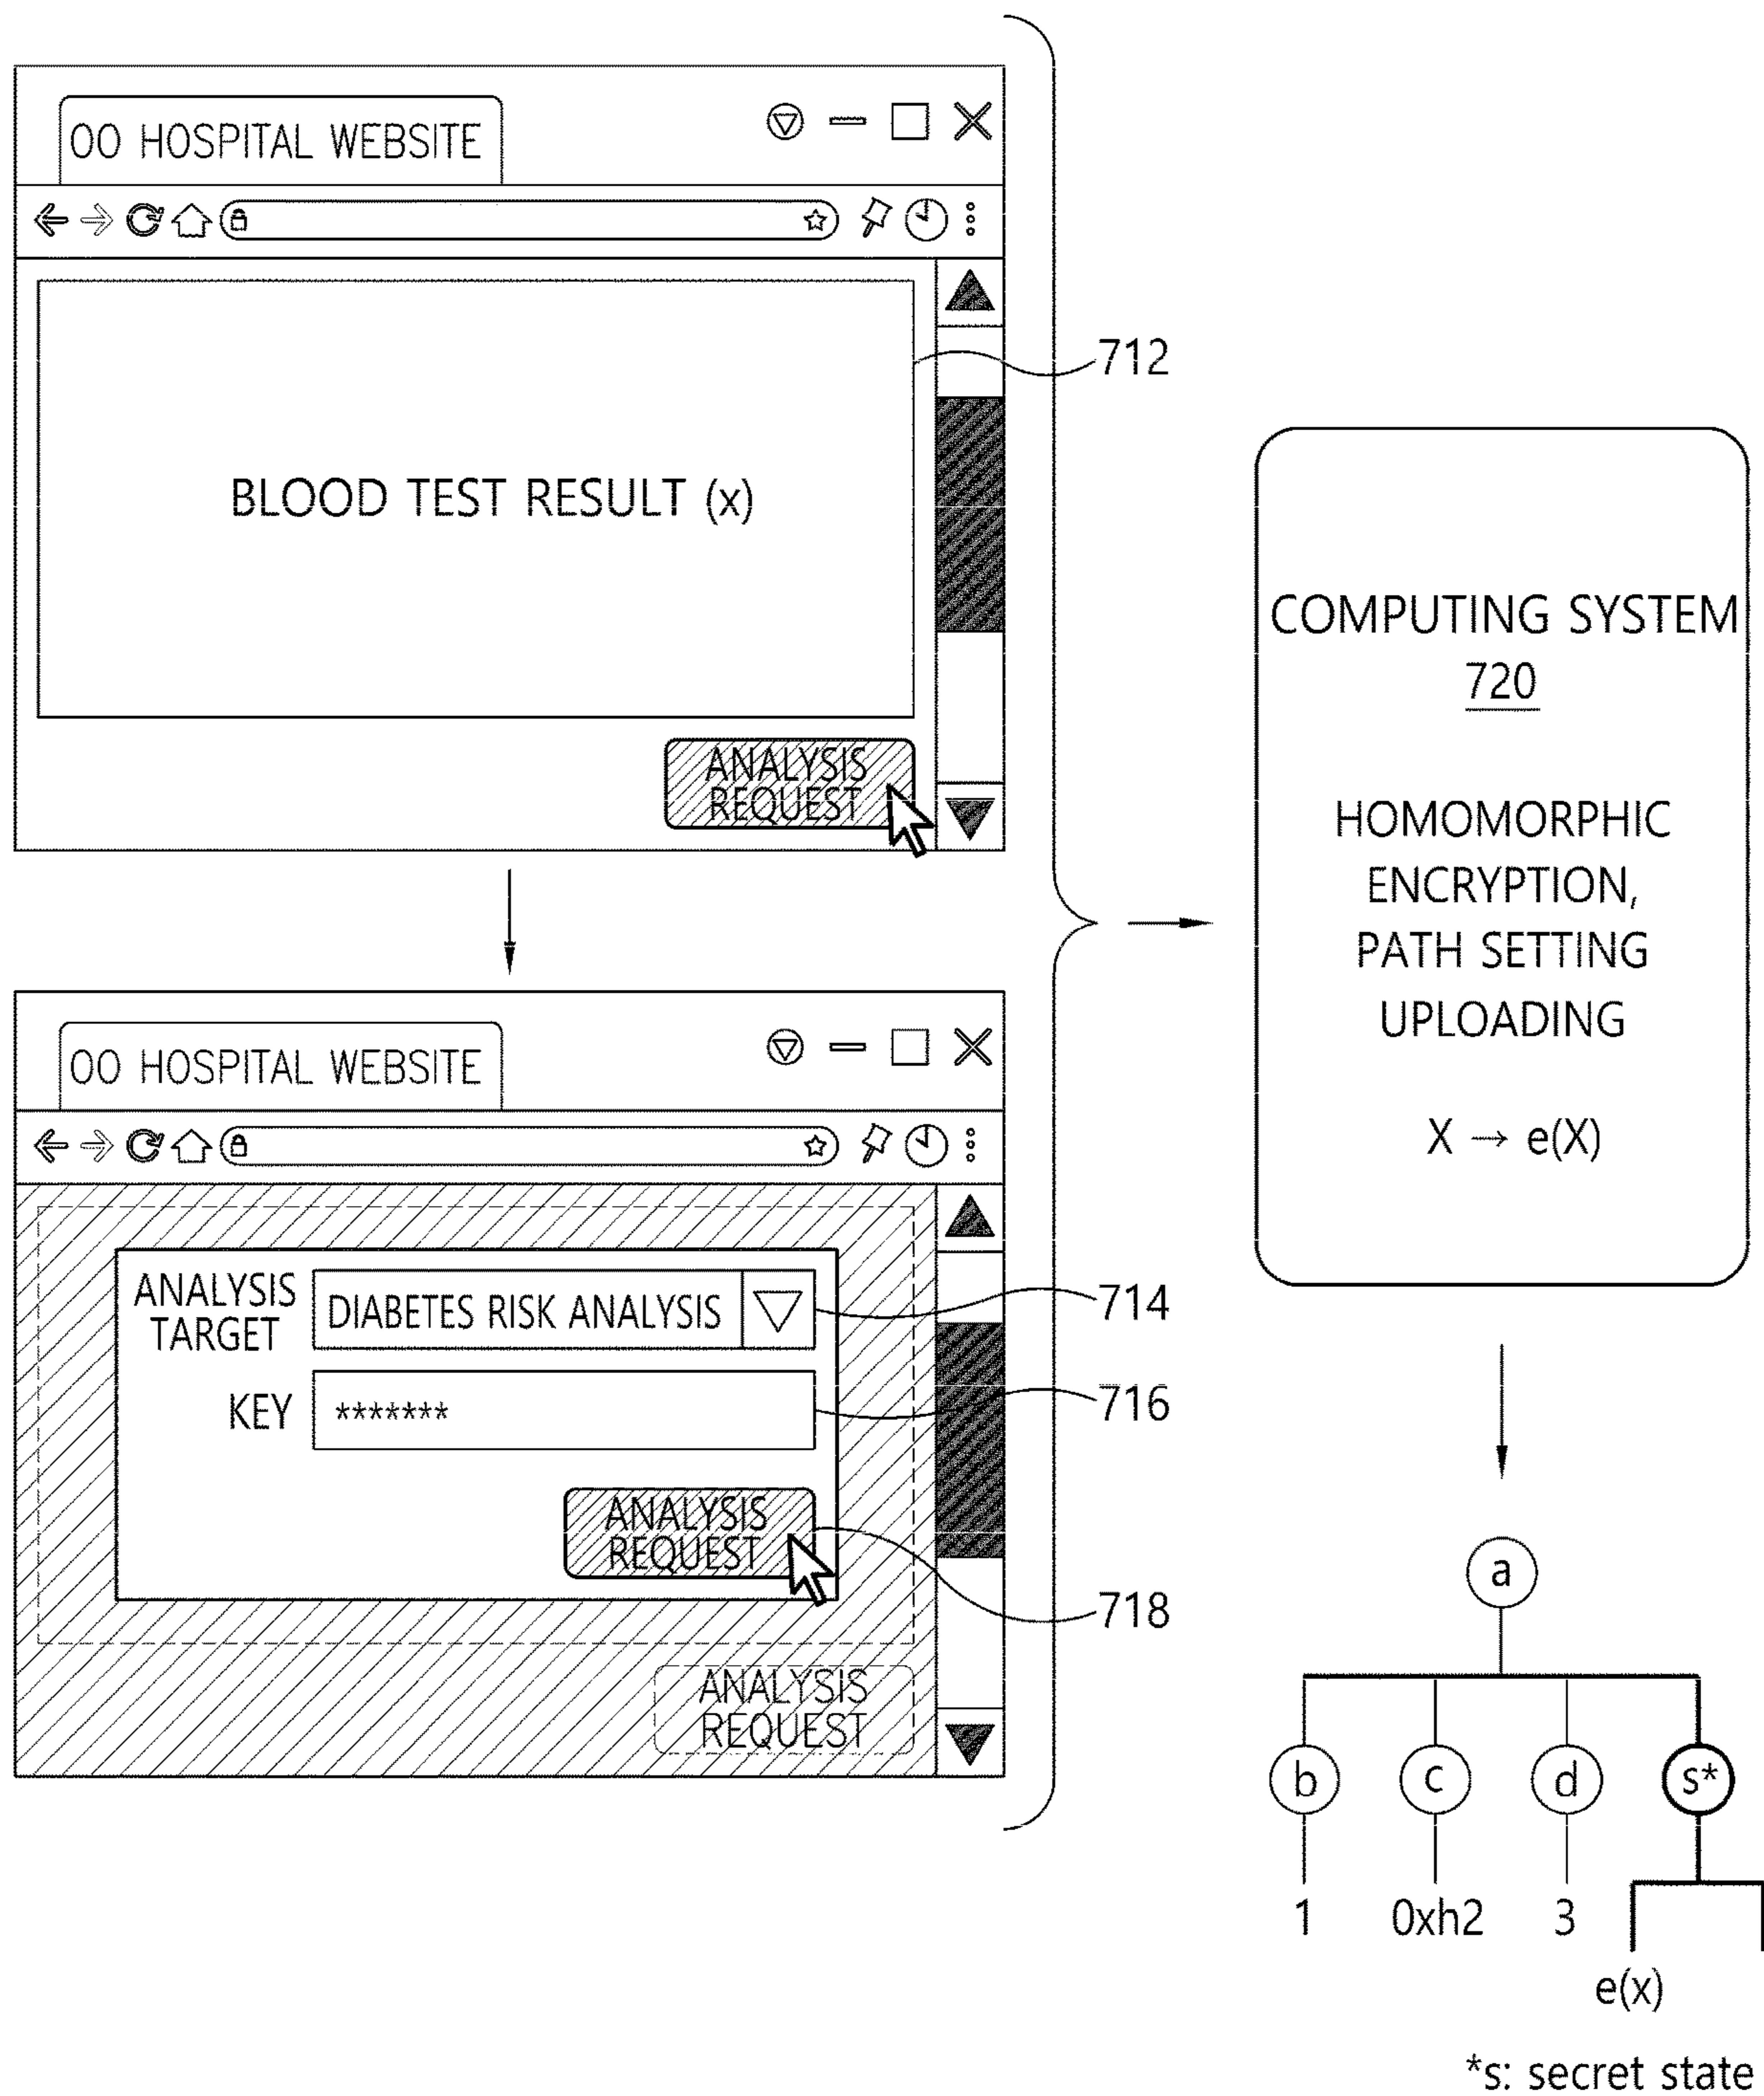 OO HOSPITAL WEBSITE
BLOOD TEST RESULT (x)
712
ANALYSIS
REQUEST
OO HOSPITAL WEBSITE
ANALYSIS
TARGET
DIABETES RISK ANALYSIS
714
KEY
*******
716
ANALYSIS
REQUEST
718
ANALYSIS
REQUEST
COMPUTING SYSTEM
720
HOMOMORPHIC
ENCRYPTION,
PATH SETTING
UPLOADING
X → e(X)
a
b c d s*
1 0xh2 3
e(x)
*s: secret state